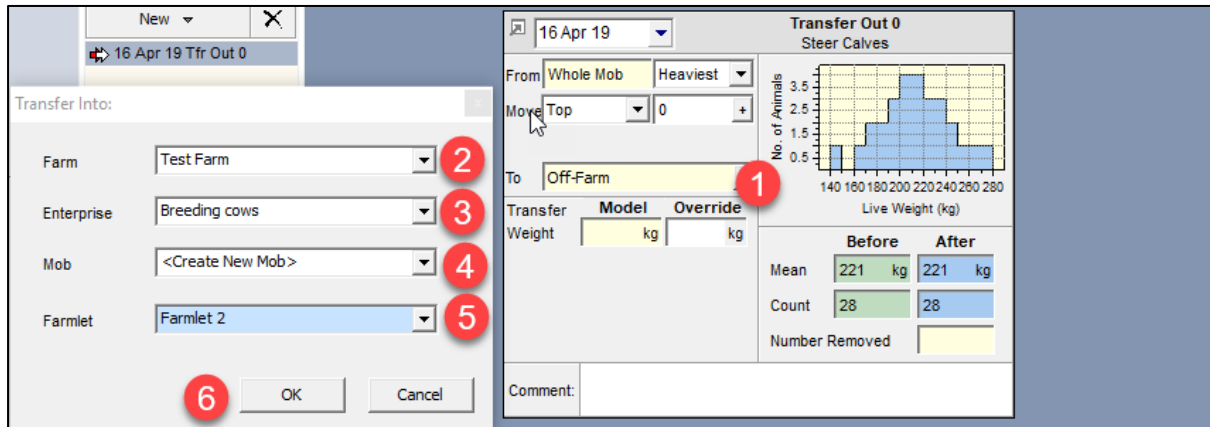 New
16 Apr 19 Tfr Out 0
Transfer Into:
Farm
Test Farm
2
Enterprise
Breeding cows
3
Mob
<Create New Mob>
4
Farmlet
Farmlet 2
5
6
OK
Cancel
16 Apr 19
Transfer Out 0
Steer Calves
From
Whole Mob
Heaviest
Move
Top
0
+
To
Off-Farm
1
Transfer Weight
Model
Override
kg
kg
No. of Animals
3.5
2.5
1.5
0.5
140 160 180 200 220 240 260 280
Live Weight (kg)
Before
After
Mean
221 kg
221 kg
Count
28
28
Number Removed
Comment: